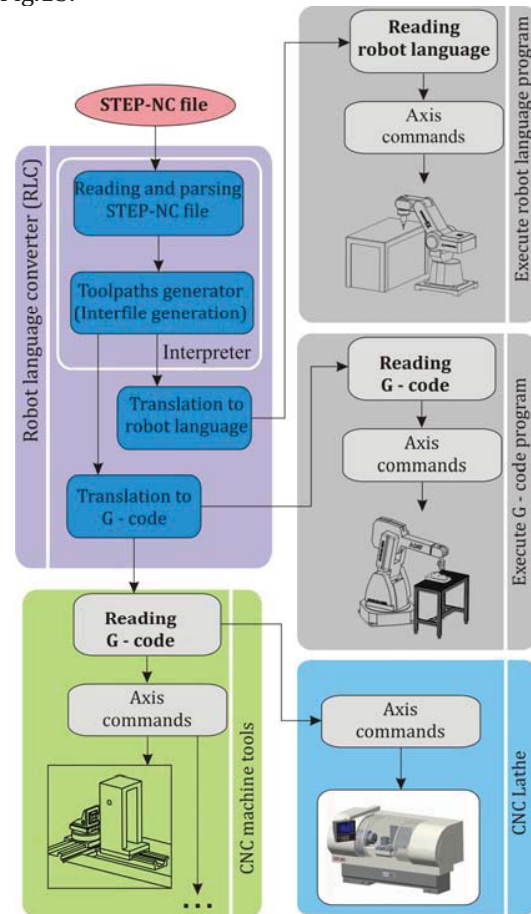 Fig.18.
STEP-NC file
Robot language converter (RLC)
Reading and parsing
STEP-NC file
Toolpaths generator
(Interfile generation)
Interpreter
Translation to
robot language
Translation to
G - code
Reading
robot language
Axis
commands
Execute robot language program
Reading
G - code
Axis
commands
Execute G - code program
Reading
G - code
Axis
commands
...
CNC machine tools
Axis
commands
CNC Lathe